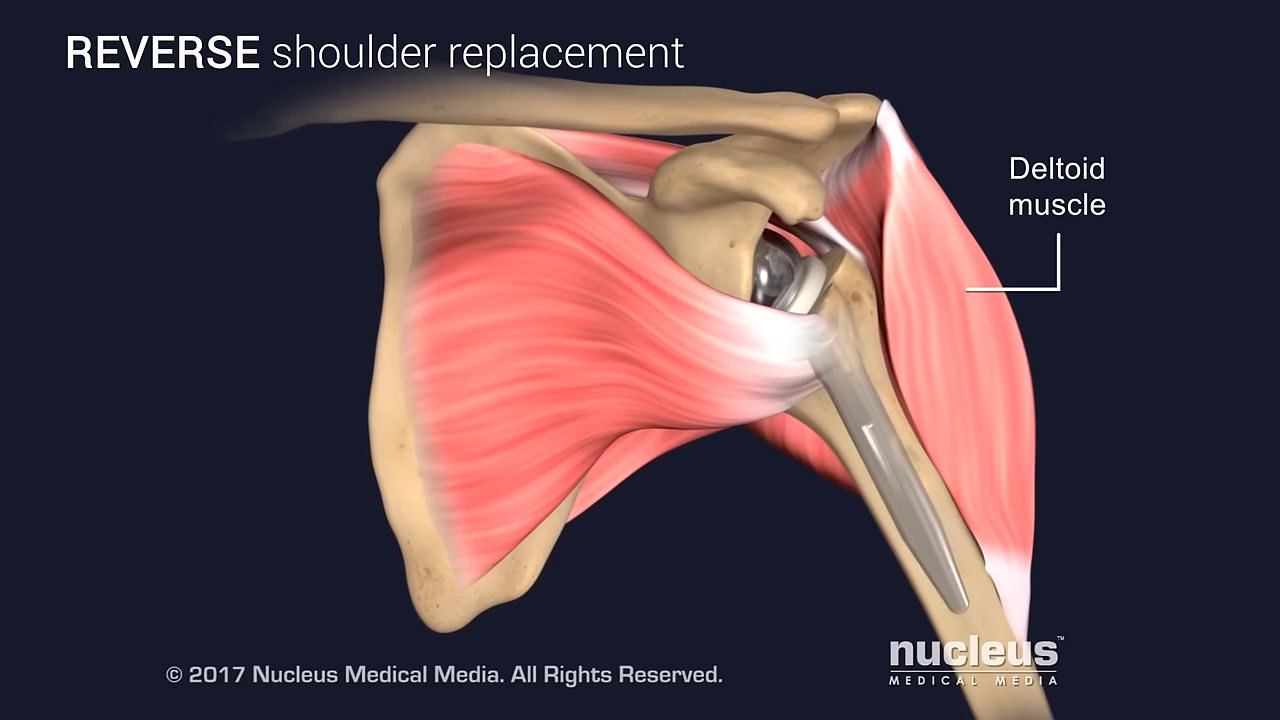 REVERSE shoulder replacement
Deltoid
muscle
© 2017 Nucleus Medical Media. All Rights Reserved.
nucleus™
MEDICAL MEDIA